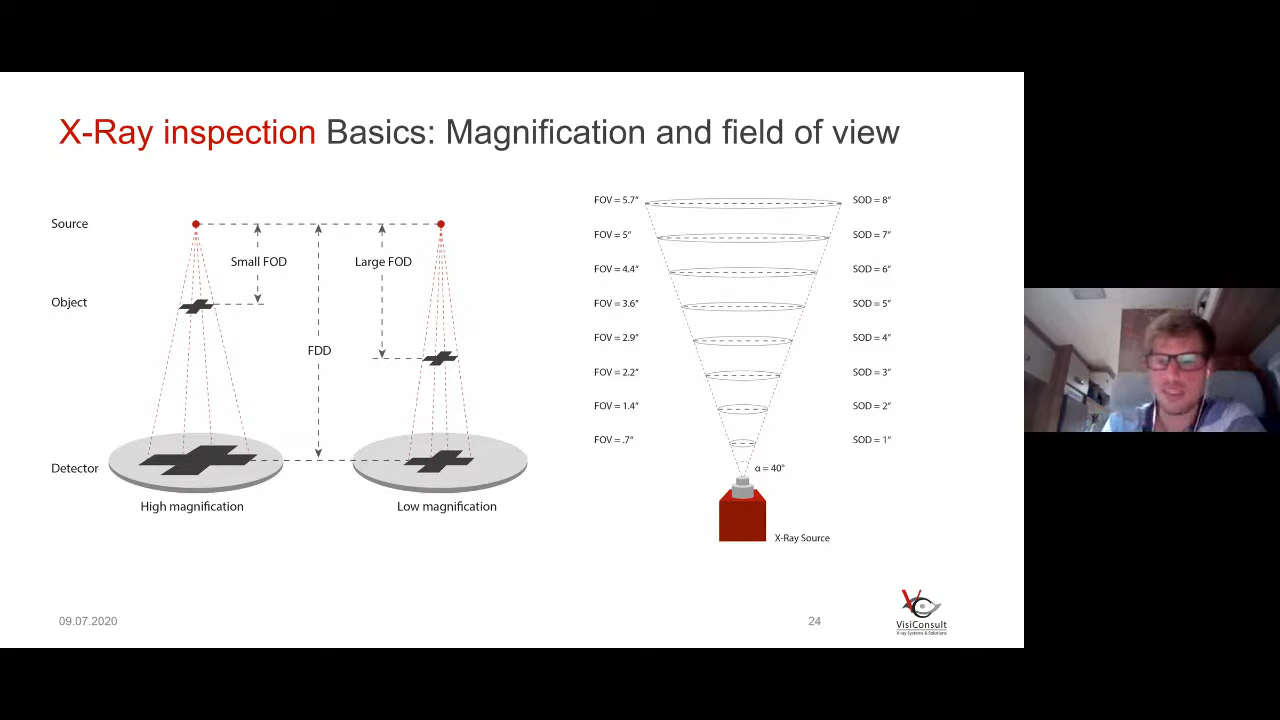 X-Ray inspection Basics: Magnification and field of view
Source
Small FOD
Large FOD
Object
FDD
Detector
High magnification
Low magnification
FOV = 5.7“
SOD = 8“
FOV = 5“
SOD = 7“
FOV = 4.4“
SOD = 6“
FOV = 3.6“
SOD = 5“
FOV = 2.9“
SOD = 4“
FOV = 2.2“
SOD = 3“
FOV = 1.4“
SOD = 2“
FOV = .7“
SOD = 1“
α = 40°
X-Ray Source
09.07.2020
24
VisiConsult
X-ray Systems & Solutions